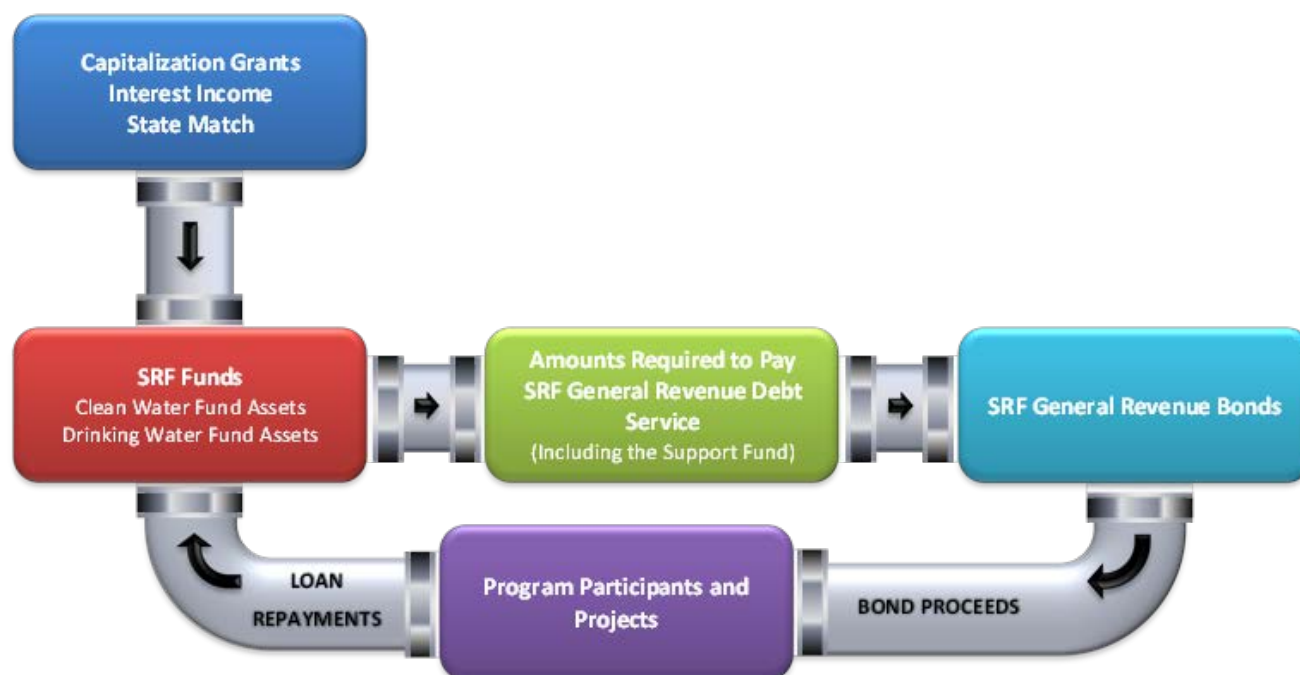 Capitalization Grants
Interest Income
State Match
SRF Funds
Clean Water Fund Assets
Drinking Water Fund Assets
Amounts Required to Pay
SRF General Revenue Debt
Service
(Including the Support Fund)
SRF General Revenue Bonds
LOAN
REPAYMENTS
Program Participants and
Projects
BOND PROCEEDS